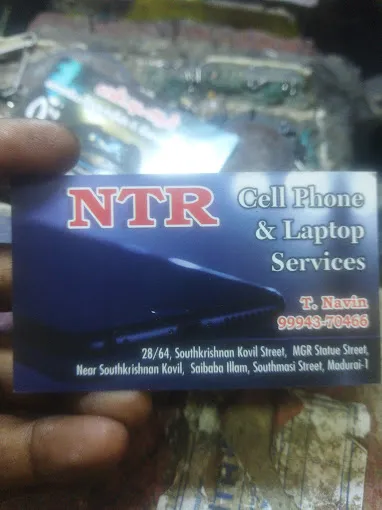 NTR
Cell Phone
& Laptop
Services
T. Navin
99943-70466
28/64, Southkrishnan Kovil Street, MGR Statue Street,
Near Southkrishnan Kovil, Saibaba Illam, Southmasi Street, Madurai-1